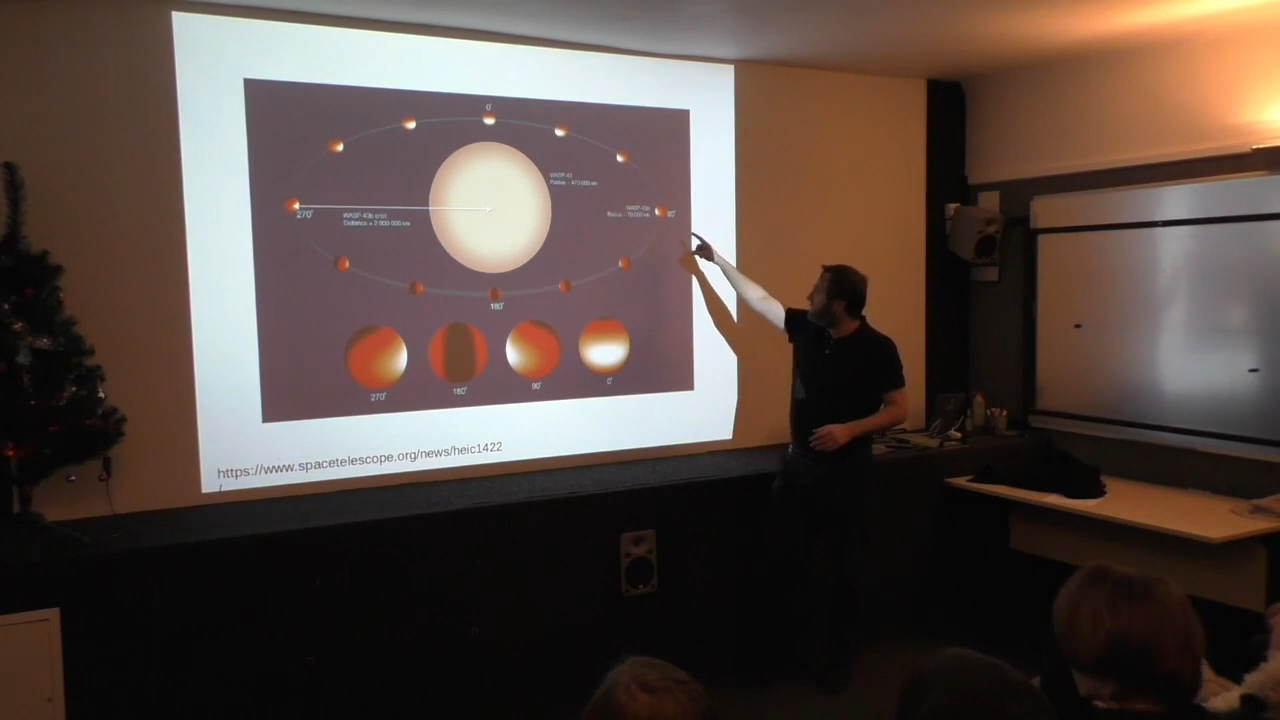 0°
WASP-43
Radius ~ 470 000 km
270°
WASP-43b orbit
Distance = 2 000 000 km
WASP-43b
Radius ~ 70 000 km
90°
180°
270°
180°
90°
0°
https://www.spacetelescope.org/news/heic1422
/